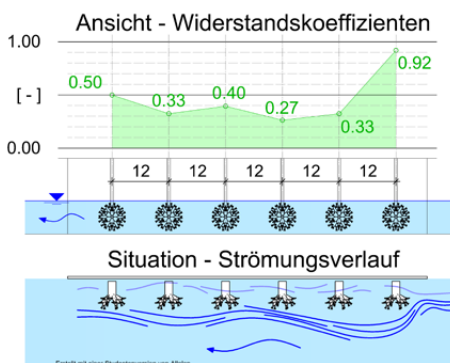 Ansicht - Widerstandskoeffizienten
1.00
[ - ]
0.00
0.50
0.33
0.40
0.27
0.33
0.92
12 12 12 12 12
Situation - Strömungsverlauf